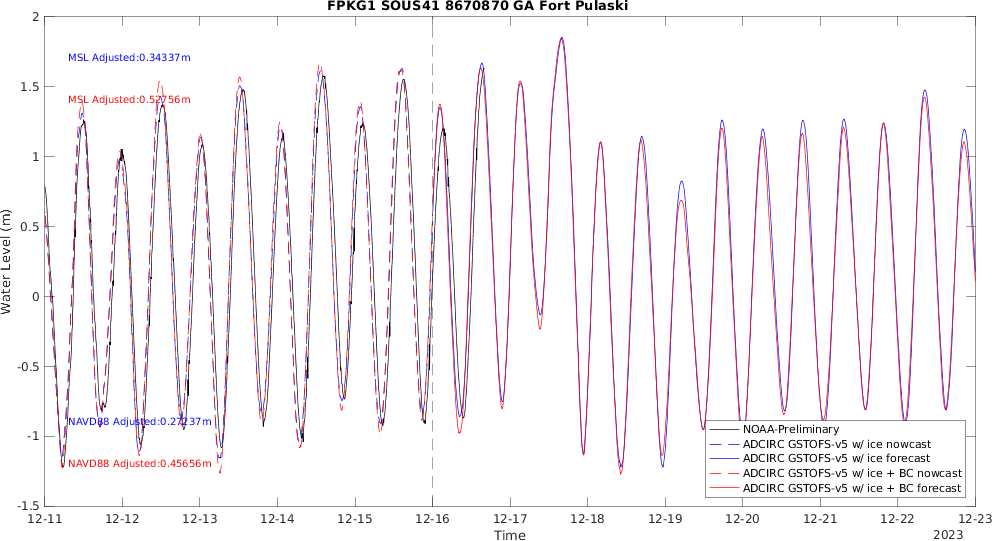 FPKG1 SOUS41 8670870 GA Fort Pulaski
2
1.5
1
0.5
0
-0.5
-1
-1.5
Water Level (m)
MSL Adjusted:0.34337m
MSL Adjusted:0.52756m
NAVD88 Adjusted:0.27237m
NAVD88 Adjusted:0.45656m
NOAA-Preliminary
ADCIRC GSTOFS-v5 w/ ice nowcast
ADCIRC GSTOFS-v5 w/ ice forecast
ADCIRC GSTOFS-v5 w/ ice + BC nowcast
ADCIRC GSTOFS-v5 w/ ice + BC forecast
12-11 12-12 12-13 12-14 12-15 12-16 12-17 12-18 12-19 12-20 12-21 12-22 12-23
Time
2023